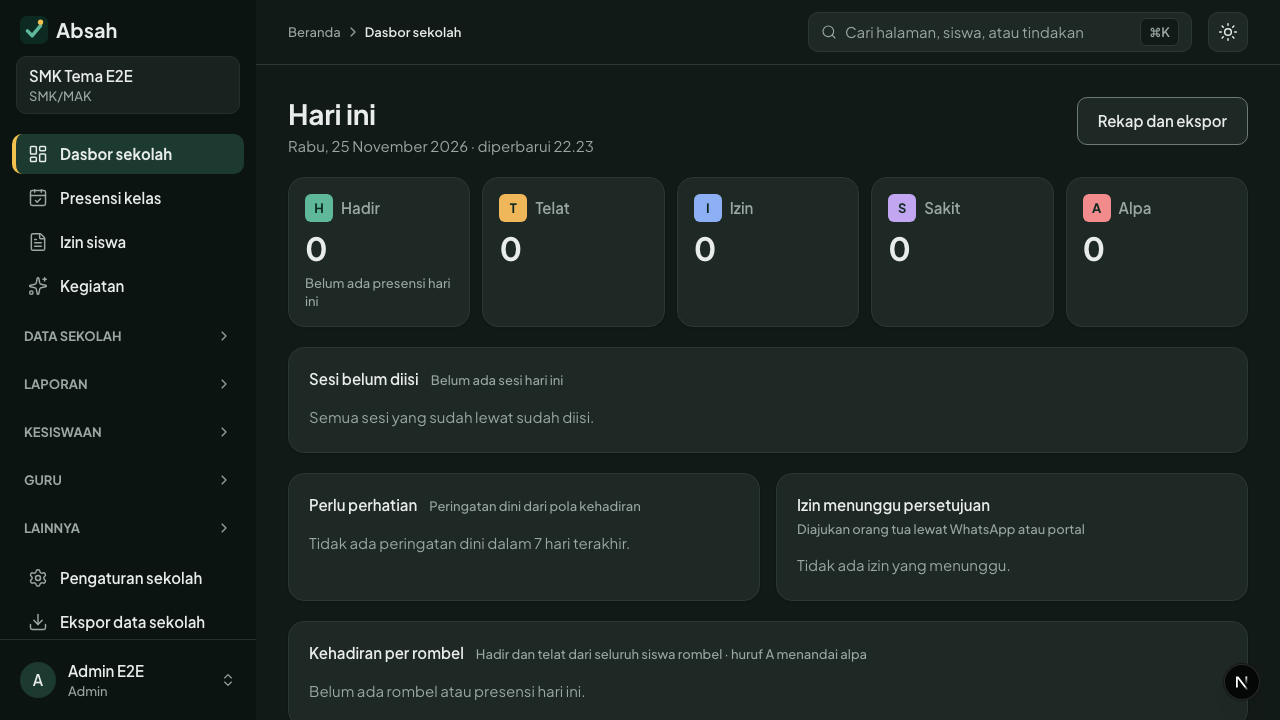 Absah
SMK Tema E2E
SMK/MAK
Dasbor sekolah
Presensi kelas
Izin siswa
Kegiatan
DATA SEKOLAH
LAPORAN
KESISWAAN
GURU
LAINNYA
Pengaturan sekolah
Ekspor data sekolah
A
Admin E2E
Admin
Beranda
Dasbor sekolah
Cari halaman, siswa, atau tindakan
⌘K
Hari ini
Rabu, 25 November 2026 · diperbarui 22.23
Rekap dan ekspor
H Hadir
0
Belum ada presensi hari
ini
T Telat
0
I Izin
0
S Sakit
0
A Alpa
0
Sesi belum diisi Belum ada sesi hari ini
Semua sesi yang sudah lewat sudah diisi.
Perlu perhatian Peringatan dini dari pola kehadiran
Tidak ada peringatan dini dalam 7 hari terakhir.
Izin menunggu persetujuan
Diajukan orang tua lewat WhatsApp atau portal
Tidak ada izin yang menunggu.
Kehadiran per rombel Hadir dan telat dari seluruh siswa rombel · huruf A menandai alpa
Belum ada rombel atau presensi hari ini.
N